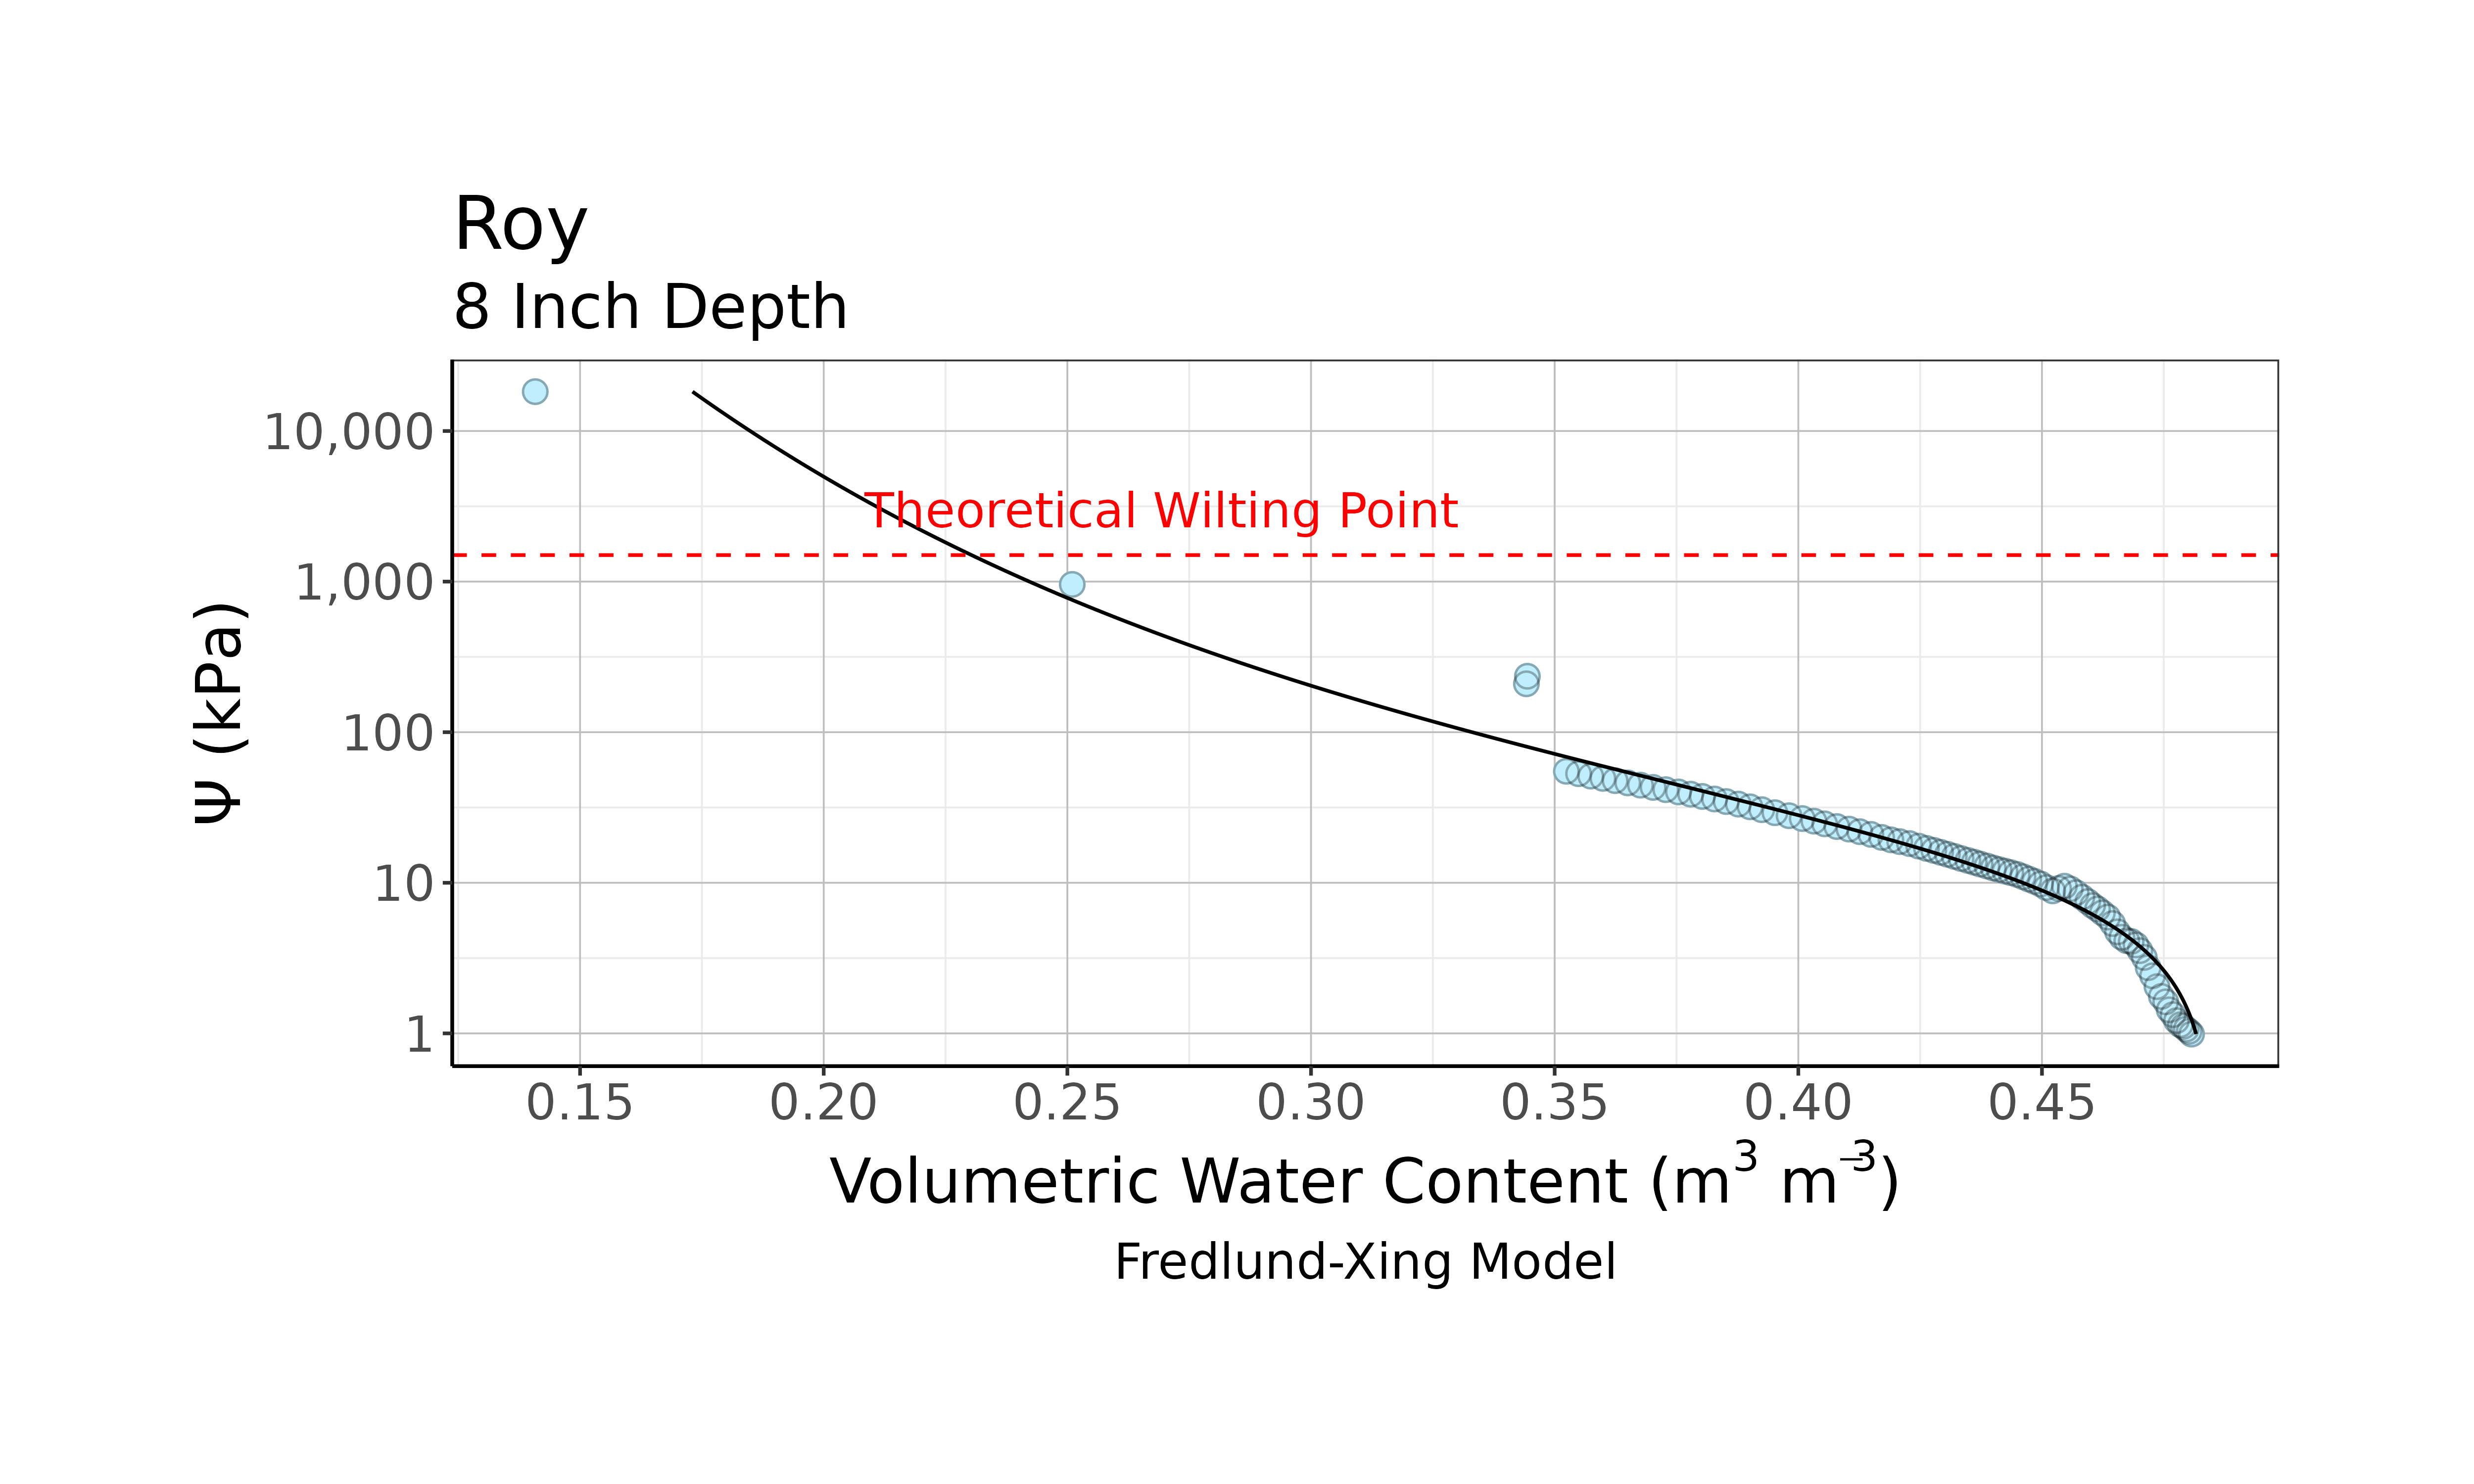 Roy
8 Inch Depth
10,000
1,000
100
10
1
Ψ (kPa)
Theoretical Wilting Point
0.15 0.20 0.25 0.30 0.35 0.40 0.45
Volumetric Water Content (m³ m⁻³)
Fredlund-Xing Model